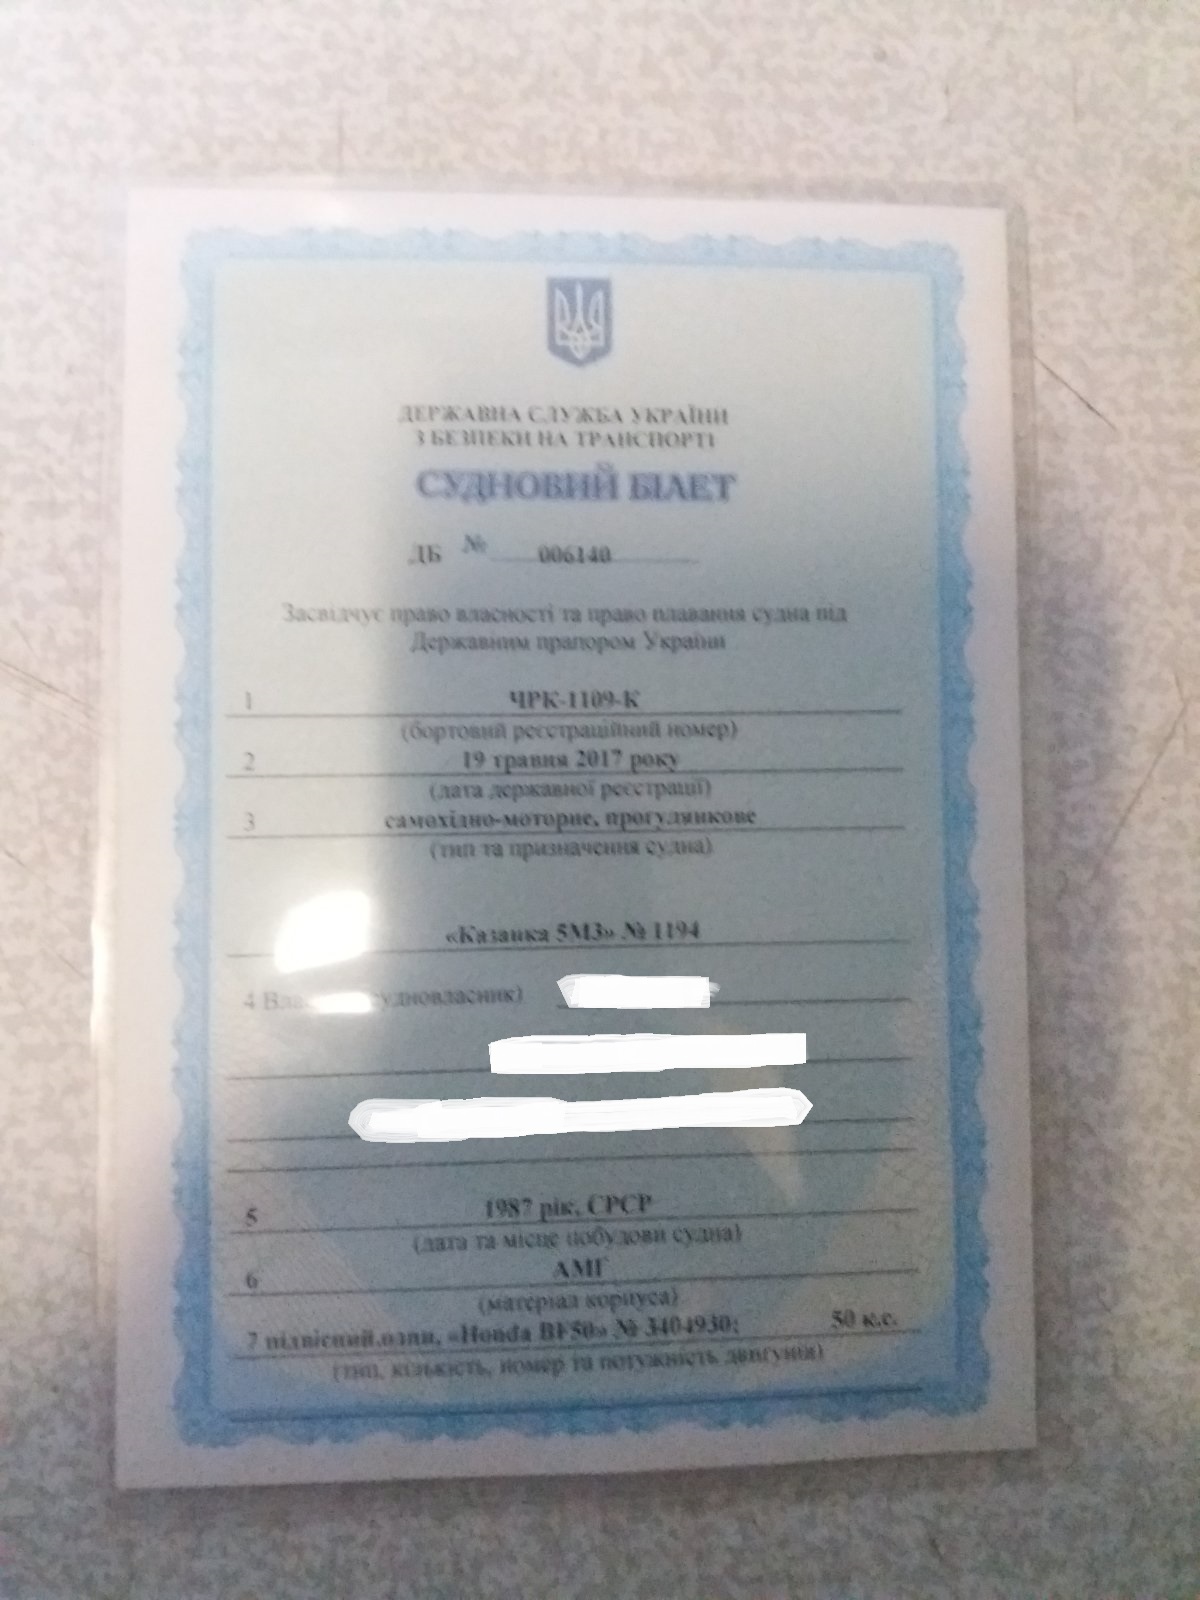 ДЕРЖАВНА СЛУЖБА УКРАЇНИ
З БЕЗПЕКИ НА ТРАНСПОРТІ
СУДНОВИЙ БІЛЕТ
ДБ № 006140
Засвідчує право власності та право плавання судна під
Державним прапором України
1 ЧРК-1109-К
(бортовий реєстраційний номер)
2 19 травня 2017 року
(дата державної реєстрації)
3 самохідно-моторне, прогулянкове
(тип та призначення судна)
«Казанка 5М3» № 1194
4 судновласник)
5 1987 рік, СРСР
(дата та місце побудови судна)
6 АМГ
(матеріал корпуса)
7 підвісний,один, «Honda BF50» № 3404930; 50 к.с.
(тип, кількість, номер та потужність двигуння)